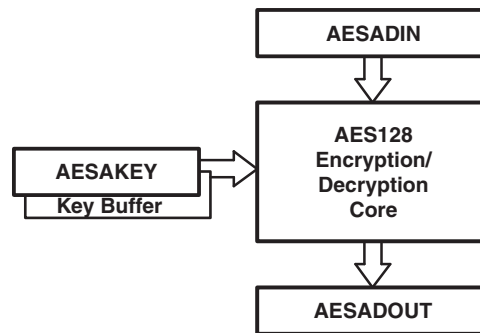 AESADIN
AES128
Encryption/
Decryption
Core
AESAKEY
Key Buffer
AESADOUT